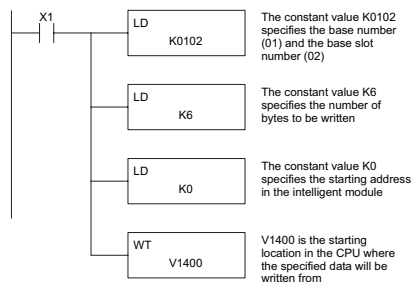 X1
LD
K0102
The constant value K0102
specifies the base number
(01) and the base slot
number (02)
LD
K6
The constant value K6
specifies the number of
bytes to be written
LD
K0
The constant value K0
specifies the starting address
in the intelligent module
WT
V1400
V1400 is the starting
location in the CPU where
the specified data will be
written from